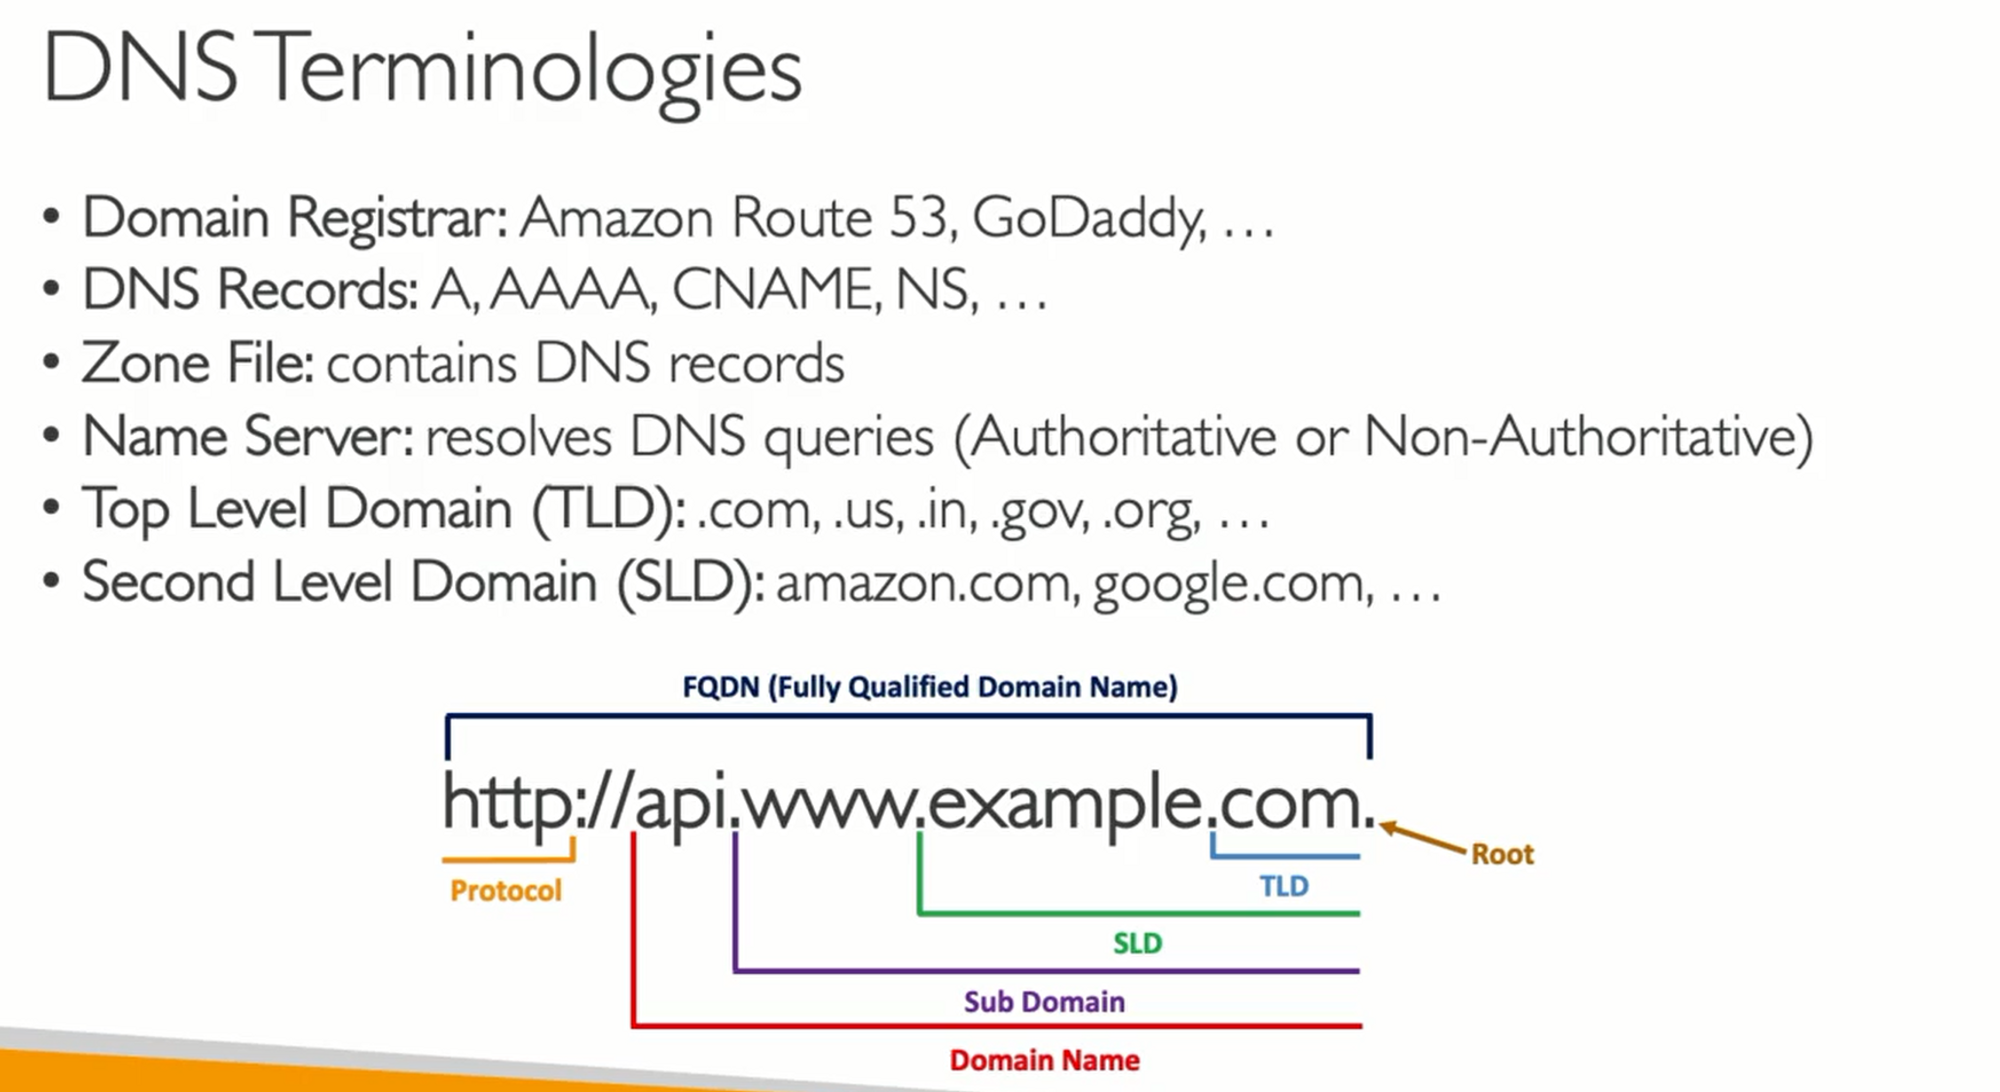 DNS Terminologies
• Domain Registrar: Amazon Route 53, GoDaddy, …
• DNS Records: A, AAAA, CNAME, NS, …
• Zone File: contains DNS records
• Name Server: resolves DNS queries (Authoritative or Non-Authoritative)
• Top Level Domain (TLD): .com, .us, .in, .gov, .org, …
• Second Level Domain (SLD): amazon.com, google.com, …
FQDN (Fully Qualified Domain Name)
http://api.www.example.com.
Root
Protocol
TLD
SLD
Sub Domain
Domain Name